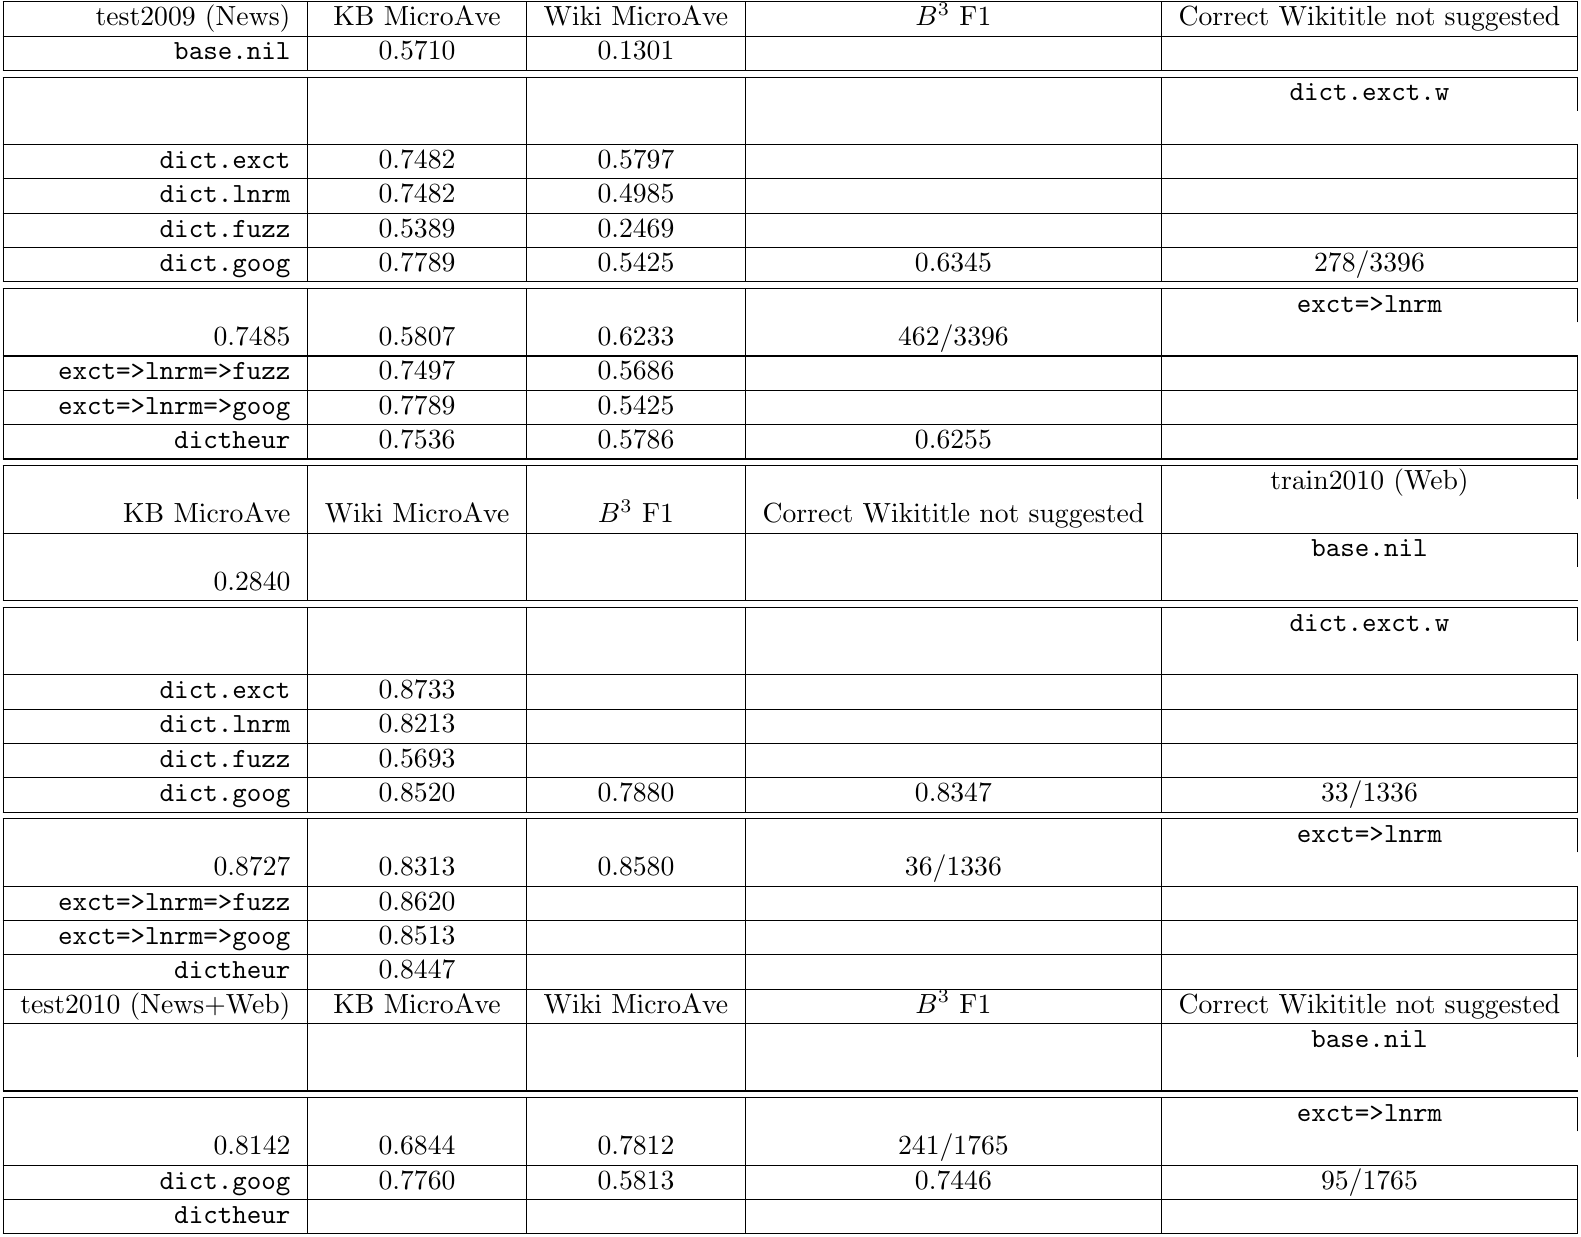 test2009 (News) KB MicroAve Wiki MicroAve B³ F1 Correct Wikititle not suggested
base.nil 0.5710 0.1301
dict.exct.w
dict.exct 0.7482 0.5797
dict.lnrm 0.7482 0.4985
dict.fuzz 0.5389 0.2469
dict.goog 0.7789 0.5425 0.6345 278/3396
exct=>lnrm
0.7485 0.5807 0.6233 462/3396
exct=>lnrm=>fuzz 0.7497 0.5686
exct=>lnrm=>goog 0.7789 0.5425
dictheur 0.7536 0.5786 0.6255
train2010 (Web)
KB MicroAve Wiki MicroAve B³ F1 Correct Wikititle not suggested
base.nil
0.2840
dict.exct.w
dict.exct 0.8733
dict.lnrm 0.8213
dict.fuzz 0.5693
dict.goog 0.8520 0.7880 0.8347 33/1336
exct=>lnrm
0.8727 0.8313 0.8580 36/1336
exct=>lnrm=>fuzz 0.8620
exct=>lnrm=>goog 0.8513
dictheur 0.8447
test2010 (News+Web) KB MicroAve Wiki MicroAve B³ F1 Correct Wikititle not suggested
base.nil
exct=>lnrm
0.8142 0.6844 0.7812 241/1765
dict.goog 0.7760 0.5813 0.7446 95/1765
dictheur